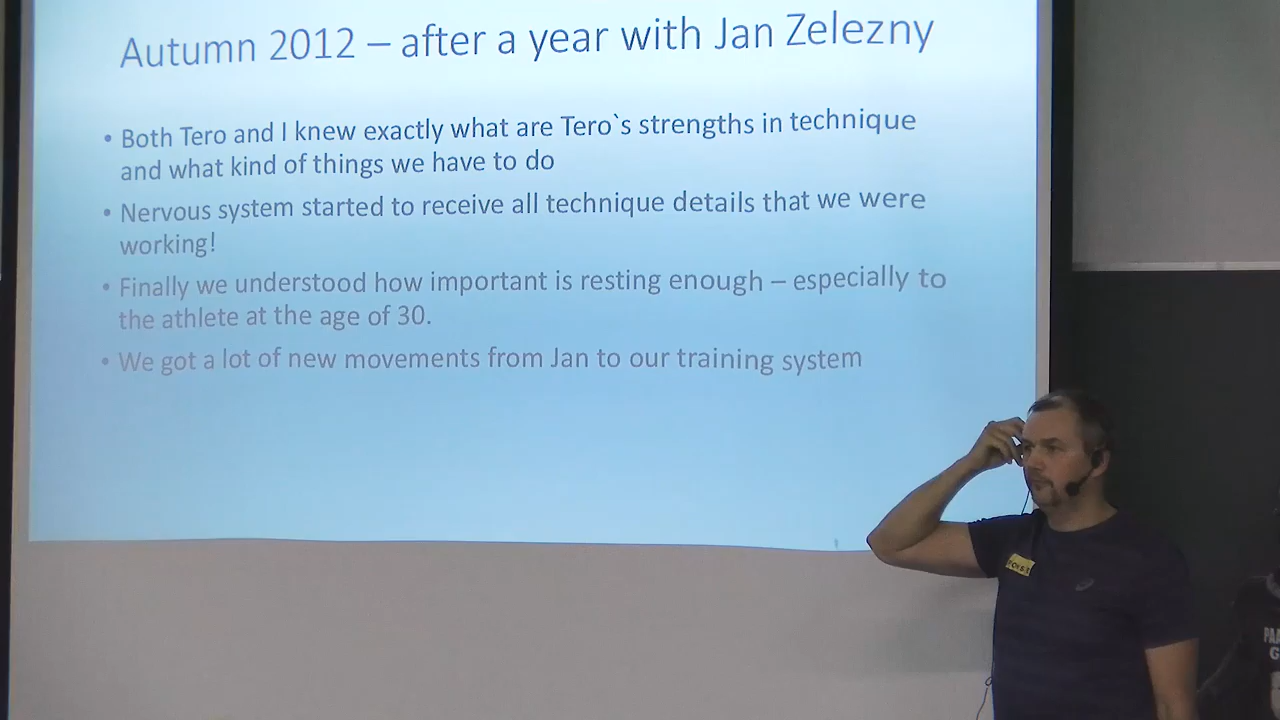 Autumn 2012 – after a year with Jan Zelezny
• Both Tero and I knew exactly what are Tero`s strengths in technique
and what kind of things we have to do
• Nervous system started to receive all technique details that we were
working!
• Finally we understood how important is resting enough – especially to
the athlete at the age of 30.
• We got a lot of new movements from Jan to our training system